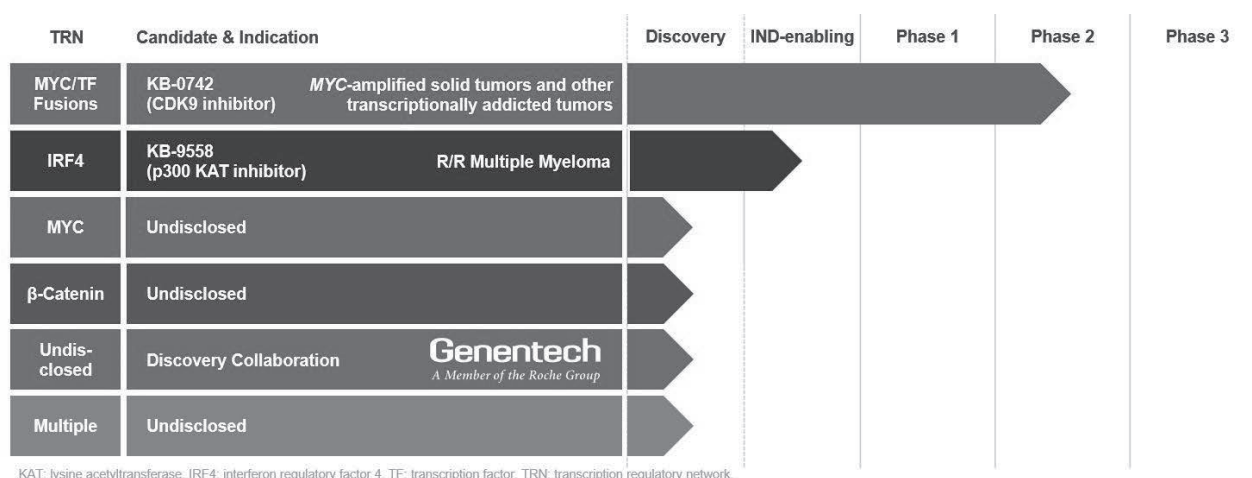 TRN Candidate & Indication Discovery IND-enabling Phase 1 Phase 2 Phase 3
MYC/TF
Fusions
KB-0742
(CDK9 inhibitor)
MYC-amplified solid tumors and other
transcriptionally addicted tumors
IRF4
KB-9558
(p300 KAT inhibitor)
R/R Multiple Myeloma
MYC
Undisclosed
β-Catenin
Undisclosed
Undis-
closed
Discovery Collaboration
Genentech
A Member of the Roche Group
Multiple
Undisclosed
KAT: lysine acetyltransferase. IRF4: interferon regulatory factor 4. TF: transcription factor. TRN: transcription regulatory network.